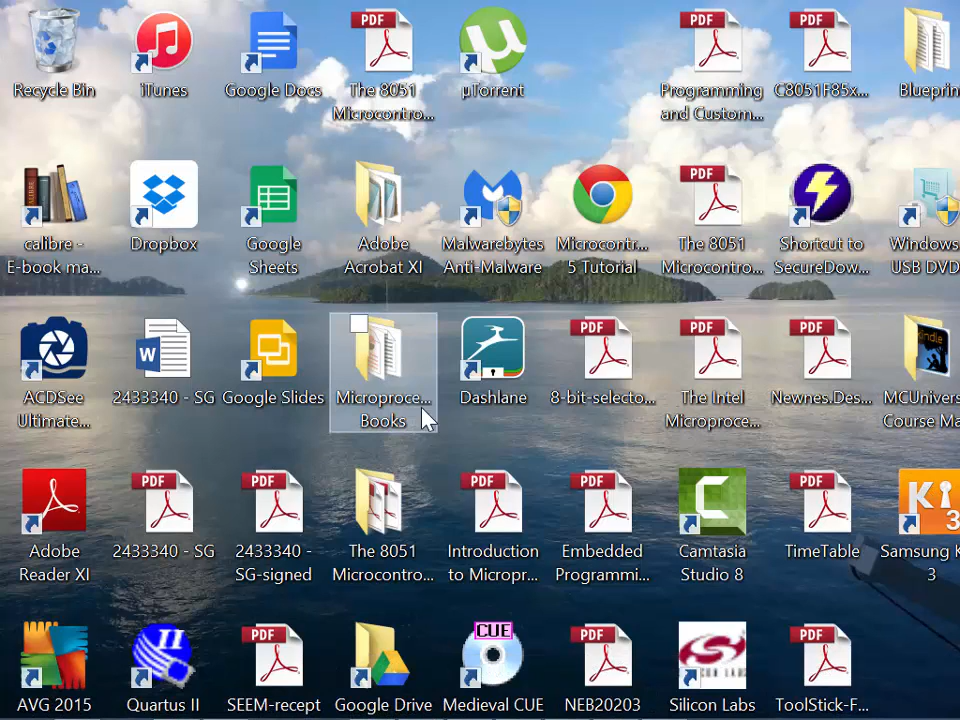 PDF
PDF
PDF
Recycle Bin
iTunes
Google Docs
The 8051
Microcontro...
µTorrent
Programming
and Custom...
C8051F85x...
Blueprin
PDF
calibre -
E-book ma...
Dropbox
Google
Sheets
Adobe
Acrobat XI
Malwarebytes
Anti-Malware
Microcontr...
5 Tutorial
The 8051
Microcontro...
Shortcut to
SecureDow...
Windows
USB DVD
W
PDF
PDF
PDF
kindle
ACDSee
Ultimate...
2433340 - SG
Google Slides
Microproce...
Books
Dashlane
8-bit-selecto...
The Intel
Microproce...
Newnes.Des...
MCUnivers
Course Ma
PDF
PDF
PDF
PDF
C
PDF
Ki
3
Adobe
Reader XI
2433340 - SG
2433340 -
SG-signed
The 8051
Microcontro...
Introduction
to Micropr...
Embedded
Programmi...
Camtasia
Studio 8
TimeTable
Samsung K
3
II
PDF
CUE
PDF
PDF
AVG 2015
Quartus II
SEEM-recept
Google Drive
Medieval CUE
NEB20203
Silicon Labs
ToolStick-F...